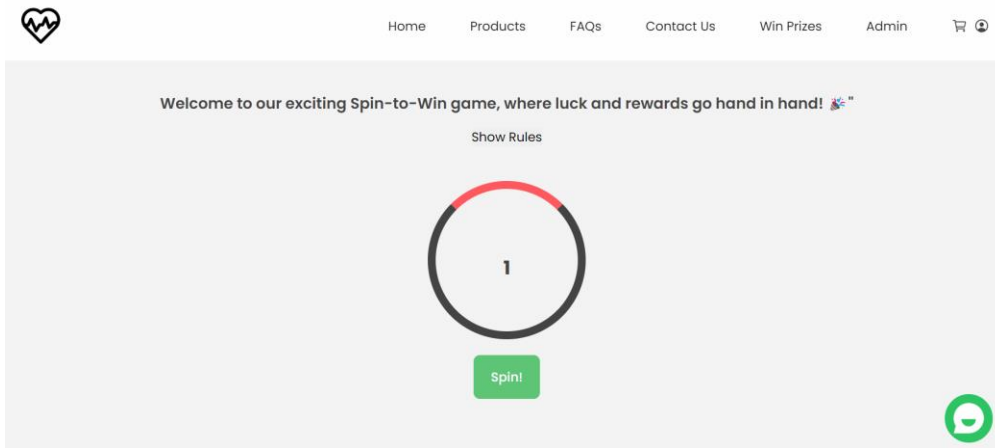 Home Products FAQs Contact Us Win Prizes Admin
Welcome to our exciting Spin-to-Win game, where luck and rewards go hand in hand! 🎉"
Show Rules
1
Spin!